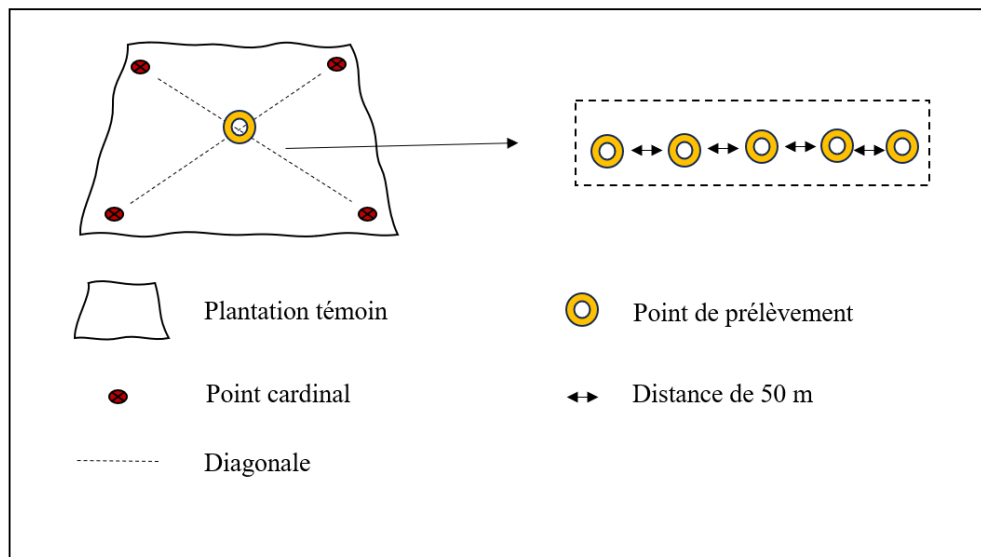 Plantation témoin
Point de prélèvement
Point cardinal
Distance de 50 m
Diagonale